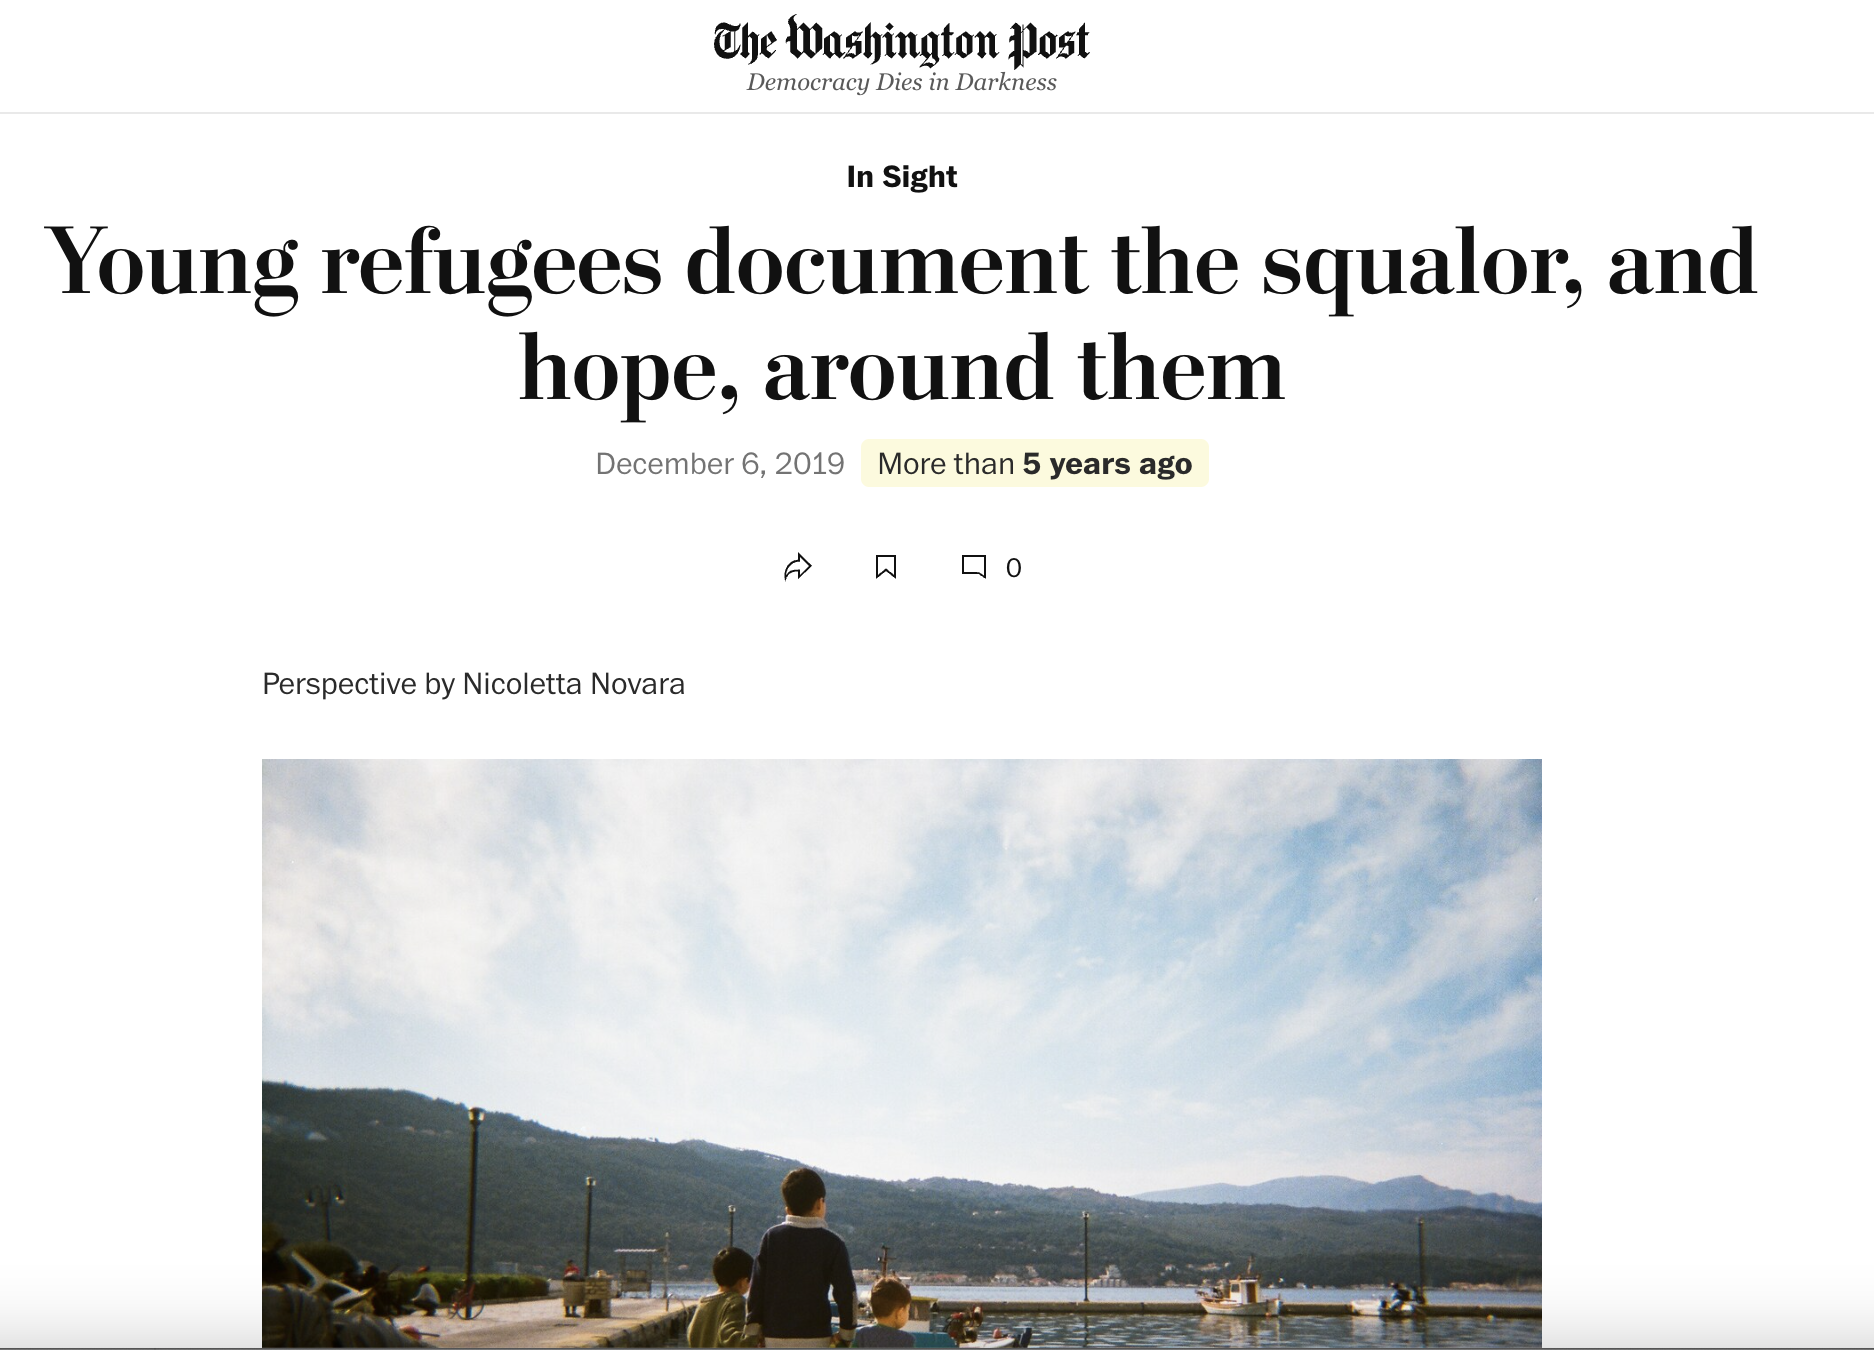 The Washington Post
Democracy Dies in Darkness
In Sight
Young refugees document the squalor, and
hope, around them
December 6, 2019 More than 5 years ago
0
Perspective by Nicoletta Novara